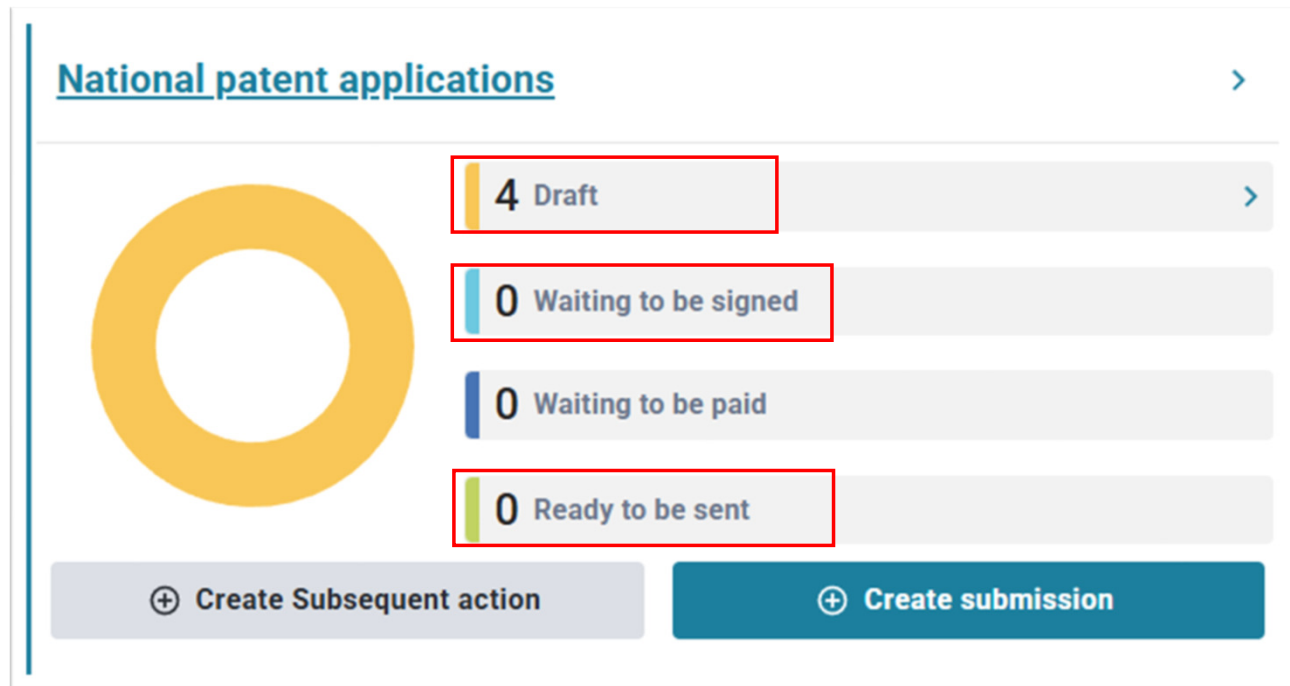 National patent applications
4 Draft
0 Waiting to be signed
0 Waiting to be paid
0 Ready to be sent
Create Subsequent action
Create submission